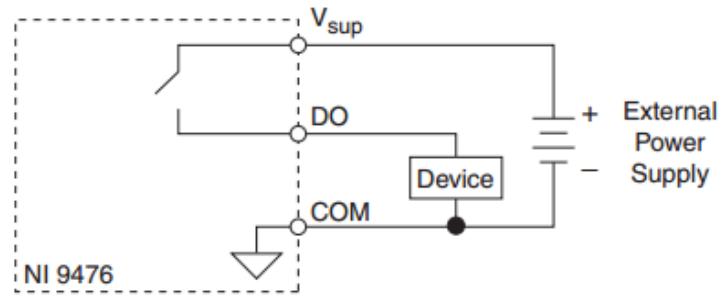 Vsup
DO
+ External
Power
− Supply
Device
COM
NI 9476